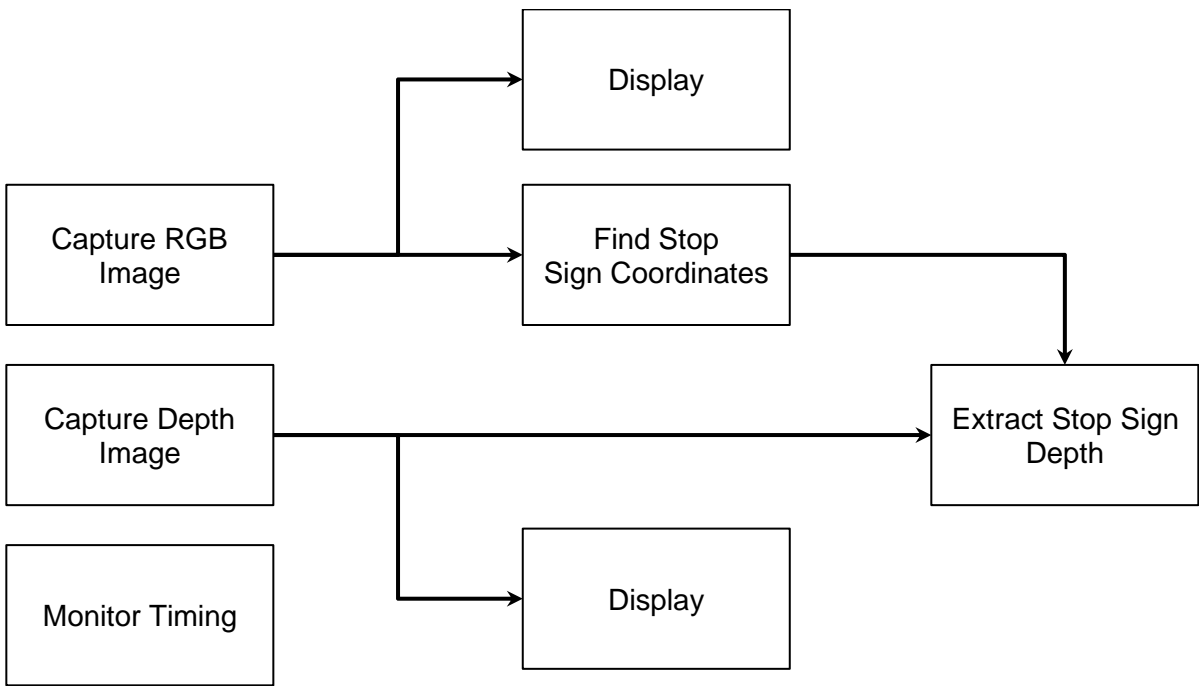 Display
Capture RGB
Image
Find Stop
Sign Coordinates
Capture Depth
Image
Extract Stop Sign
Depth
Monitor Timing
Display